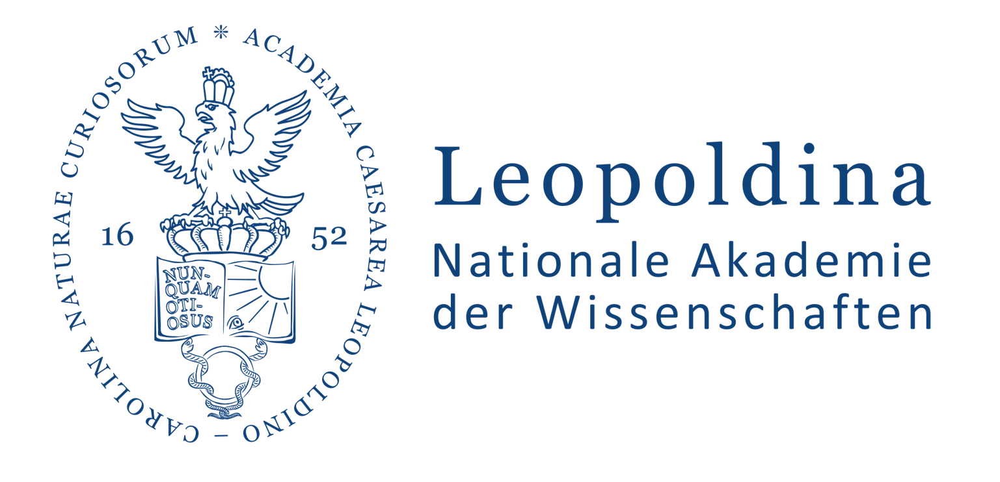 ACADEMIA CAESAREA LEOPOLDINO – CAROLINA NATURAE CURIOSORUM
16 52
NUN-
QUAM
OTI-
OSUS
Leopoldina
Nationale Akademie
der Wissenschaften